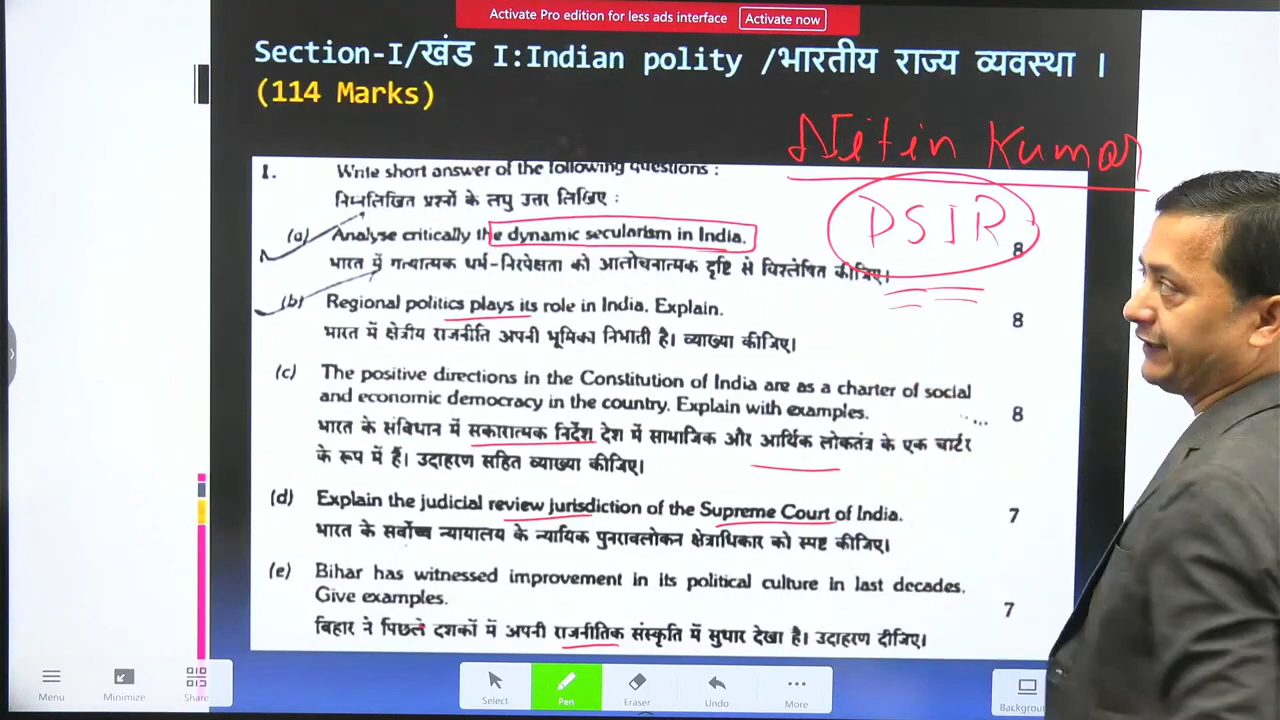 Activate Pro edition for less ads interface
Activate now
Section-I/खंड I:Indian polity /भारतीय राज्य व्यवस्था ।
(114 Marks)
Nitin Kumar
PSIR
1. Write short answer of the following questions :
निम्नलिखित प्रश्नों के लघु उत्तर लिखिए :
(a) Analyse critically the dynamic secularism in India. 8
भारत में गत्यात्मक धर्म-निरपेक्षता को आलोचनात्मक दृष्टि से विश्लेषित कीजिए।
(b) Regional politics plays its role in India. Explain. 8
भारत में क्षेत्रीय राजनीति अपनी भूमिका निभाती है। व्याख्या कीजिए।
(c) The positive directions in the Constitution of India are as a charter of social
and economic democracy in the country. Explain with examples. 8
भारत के संविधान में सकारात्मक निर्देश देश में सामाजिक और आर्थिक लोकतंत्र के एक चार्टर
के रूप में हैं। उदाहरण सहित व्याख्या कीजिए।
(d) Explain the judicial review jurisdiction of the Supreme Court of India. 7
भारत के सर्वोच्च न्यायालय के न्यायिक पुनरावलोकन क्षेत्राधिकार को स्पष्ट कीजिए।
(e) Bihar has witnessed improvement in its political culture in last decades.
Give examples. 7
बिहार ने पिछले दशकों में अपनी राजनीतिक संस्कृति में सुधार देखा है। उदाहरण दीजिए।
Menu Minimize Share Select Pen Eraser Undo More Backgroun